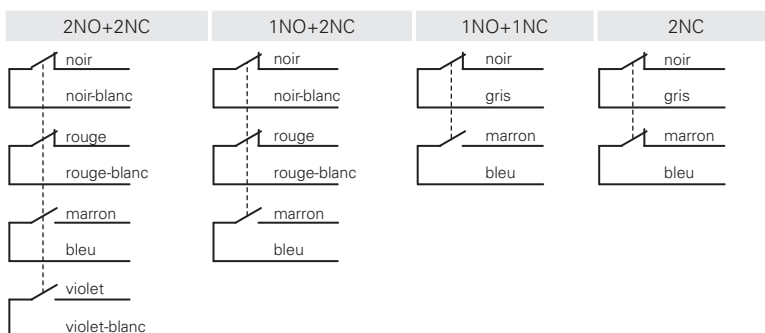 2NO+2NC
noir
noir-blanc
rouge
rouge-blanc
marron
bleu
violet
violet-blanc
1NO+2NC
noir
noir-blanc
rouge
rouge-blanc
marron
bleu
1NO+1NC
noir
gris
marron
bleu
2NC
noir
gris
marron
bleu